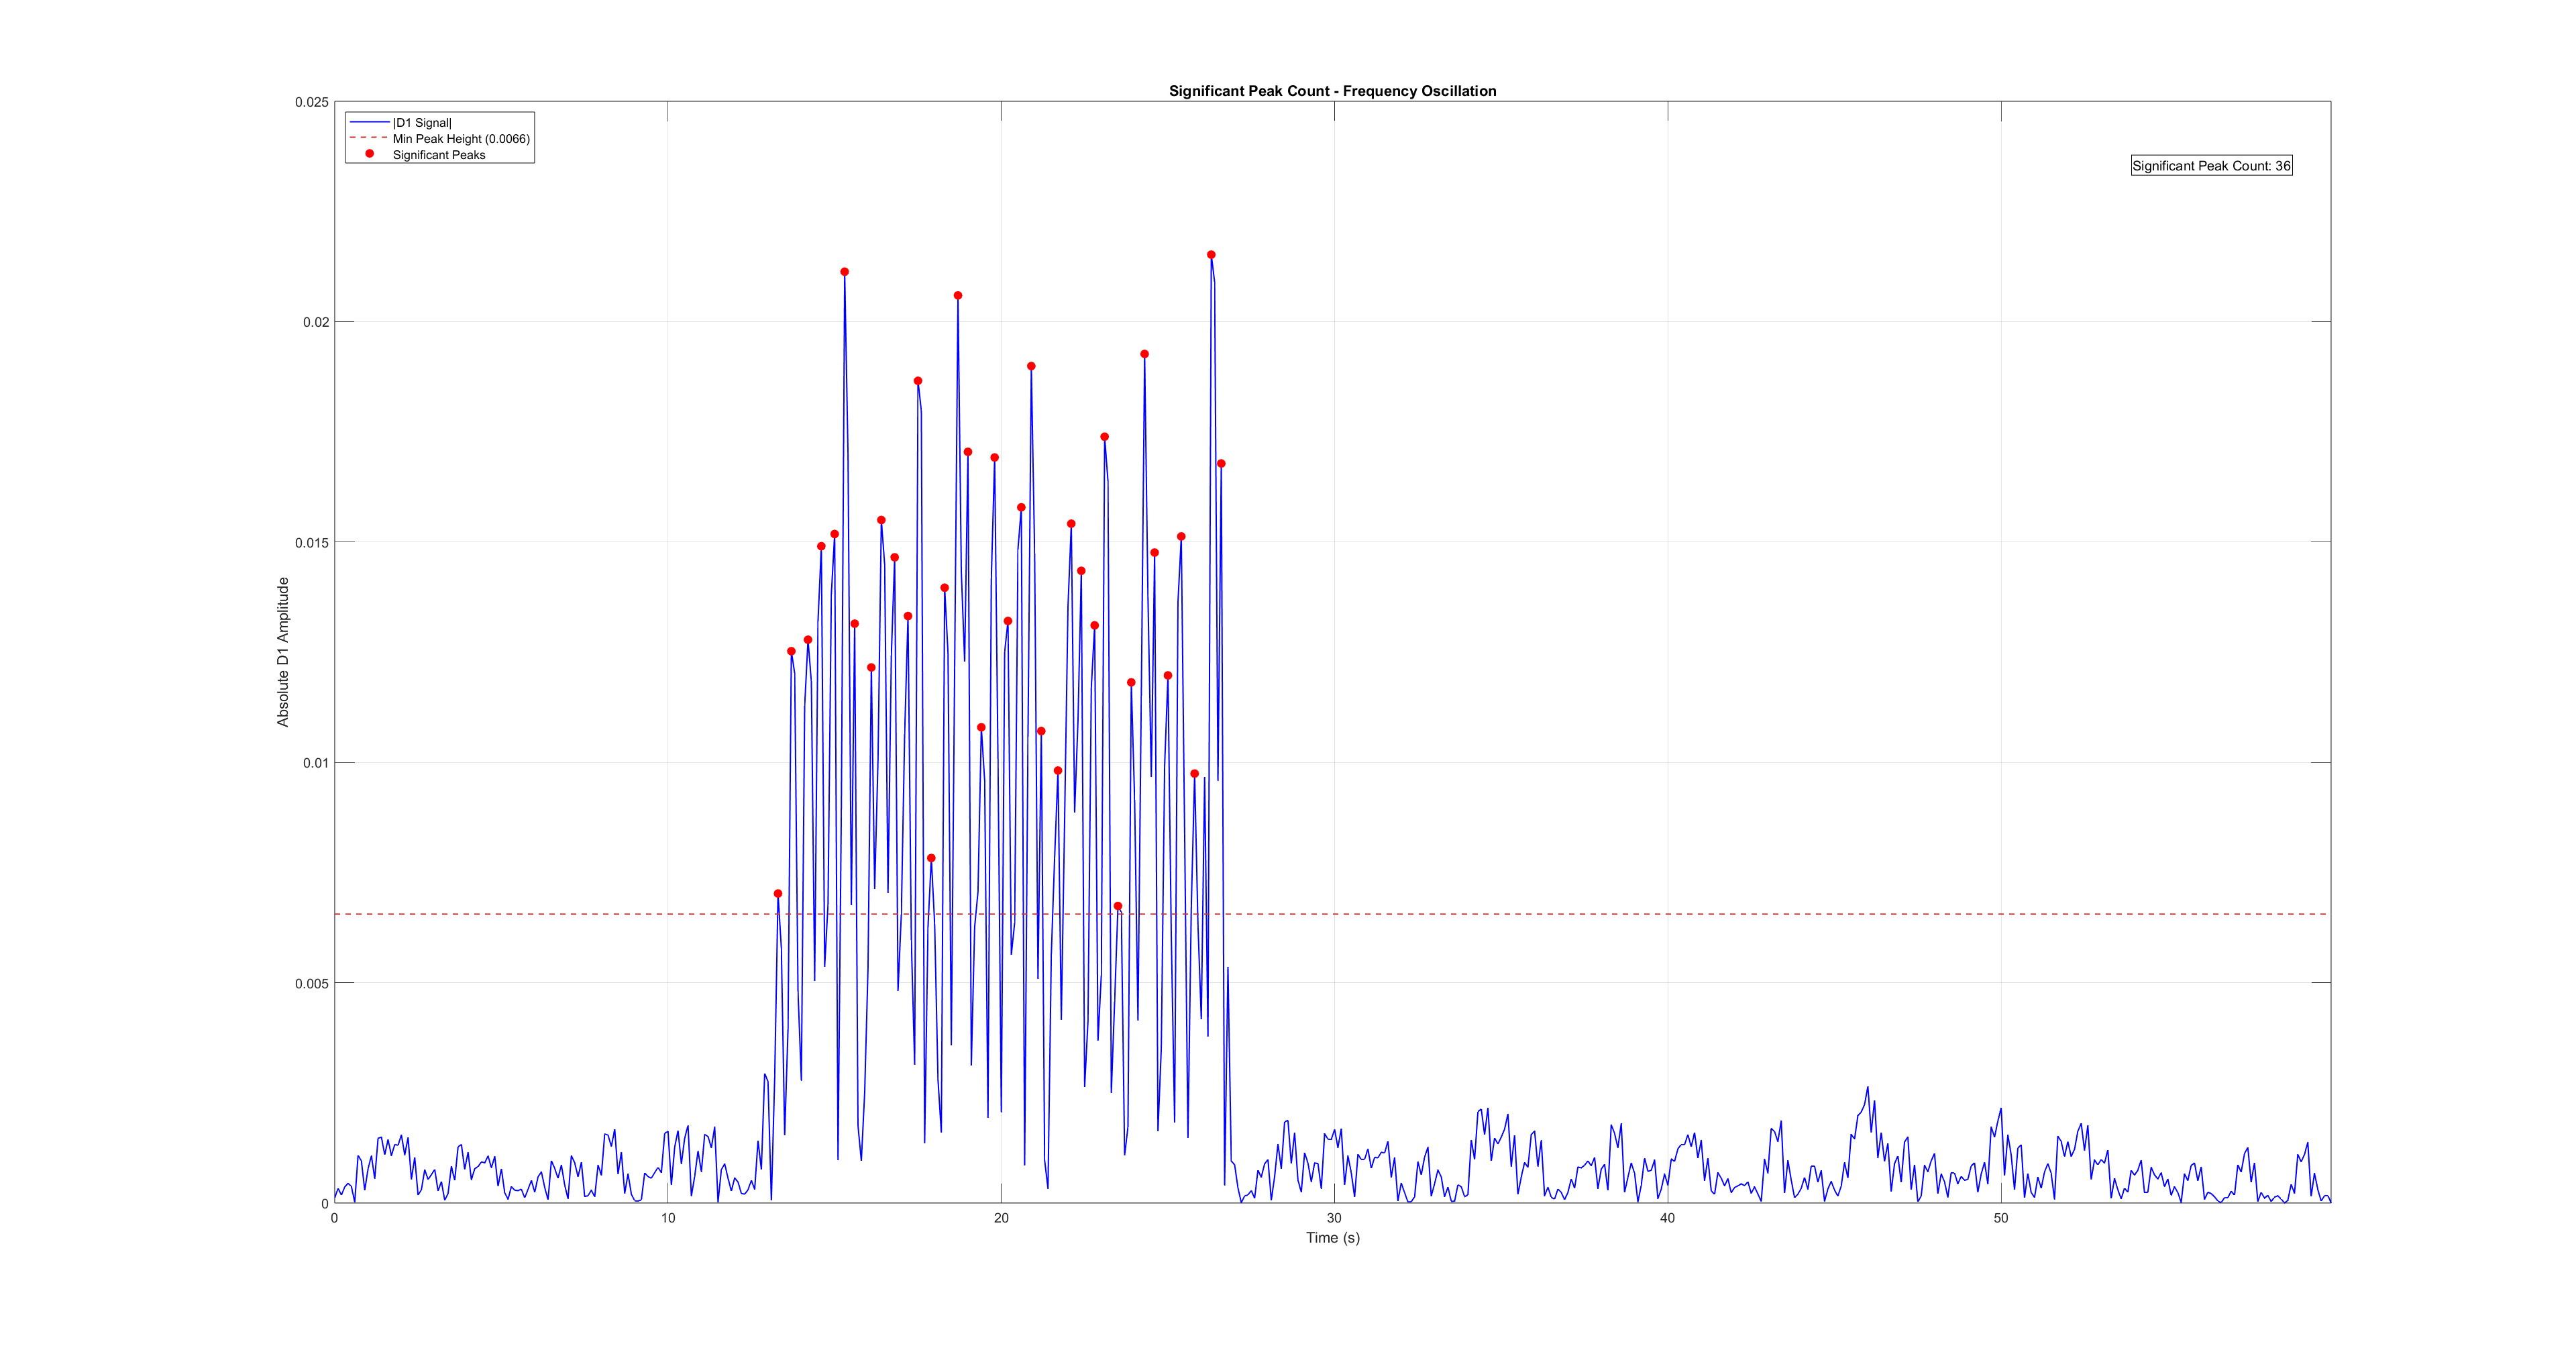 Significant Peak Count - Frequency Oscillation
0.025
|D1 Signal|
Min Peak Height (0.0066)
Significant Peaks
Significant Peak Count: 36
0.02
0.015
Absolute D1 Amplitude
0.01
0.005
0
0 10 20 30 40 50
Time (s)